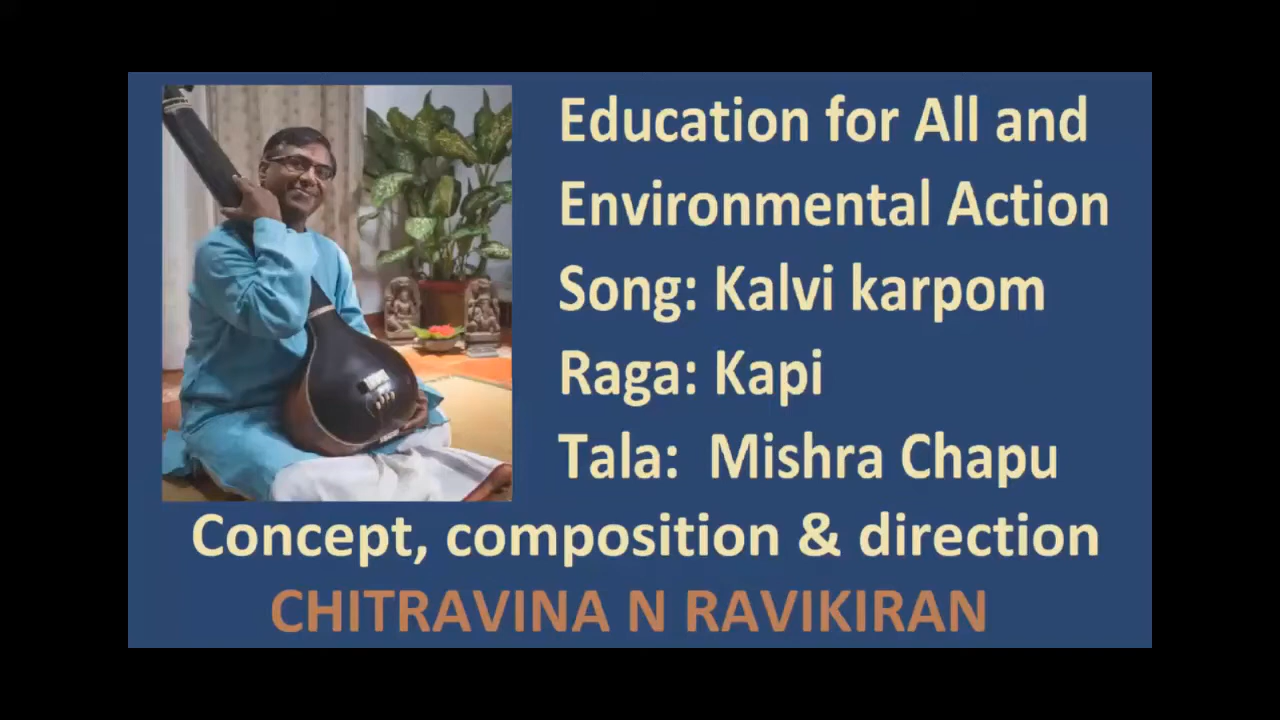 Education for All and
Environmental Action
Song: Kalvi karpom
Raga: Kapi
Tala: Mishra Chapu
Concept, composition & direction
CHITRAVINA N RAVIKIRAN